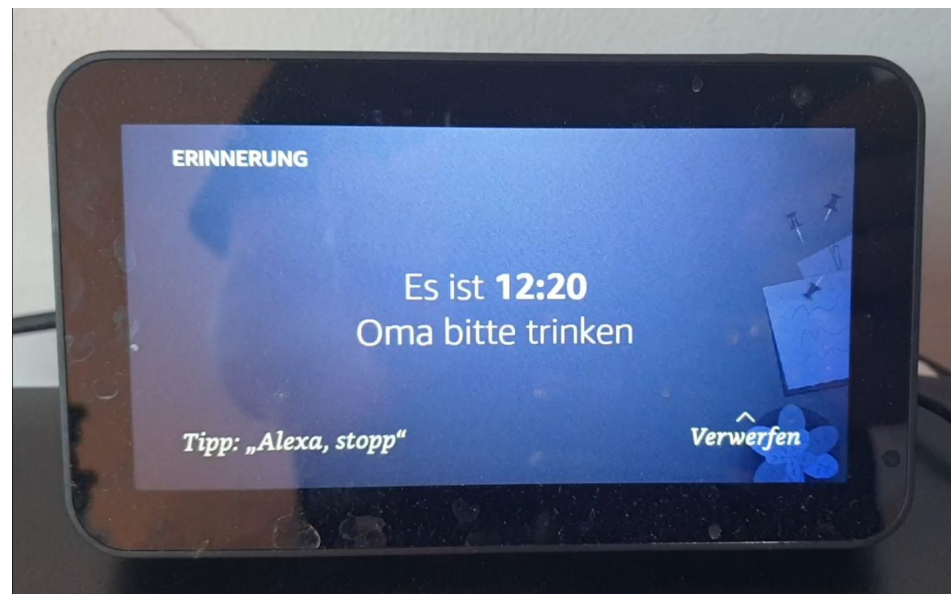 ERINNERUNG
Es ist 12:20
Oma bitte trinken
Tipp: „Alexa, stopp“
Verwerfen